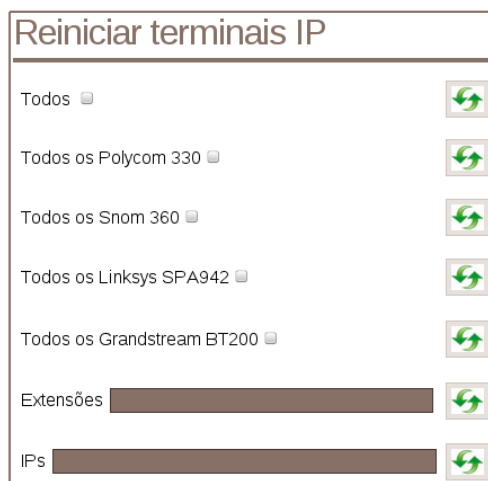 Reiniciar terminais IP
Todos
Todos os Polycom 330
Todos os Snom 360
Todos os Linksys SPA942
Todos os Grandstream BT200
Extensões
IPs